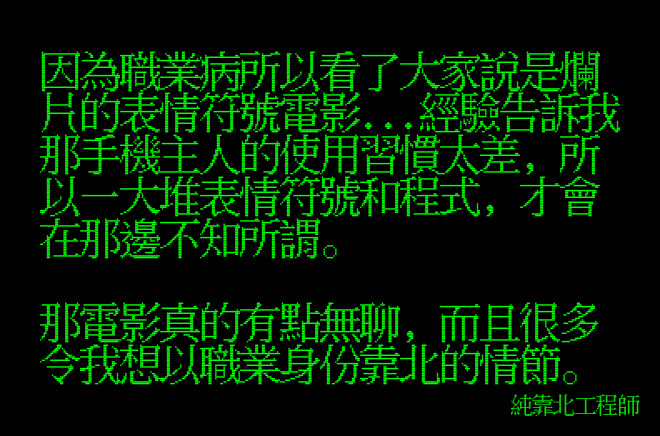 因為職業病所以看了大家說是爛
片的表情符號電影...經驗告訴我
那手機主人的使用習慣太差，所
以一大堆表情符號和程式，才會
在那邊不知所謂。
那電影真的有點無聊，而且很多
令我想以職業身份靠北的情節。
純靠北工程師